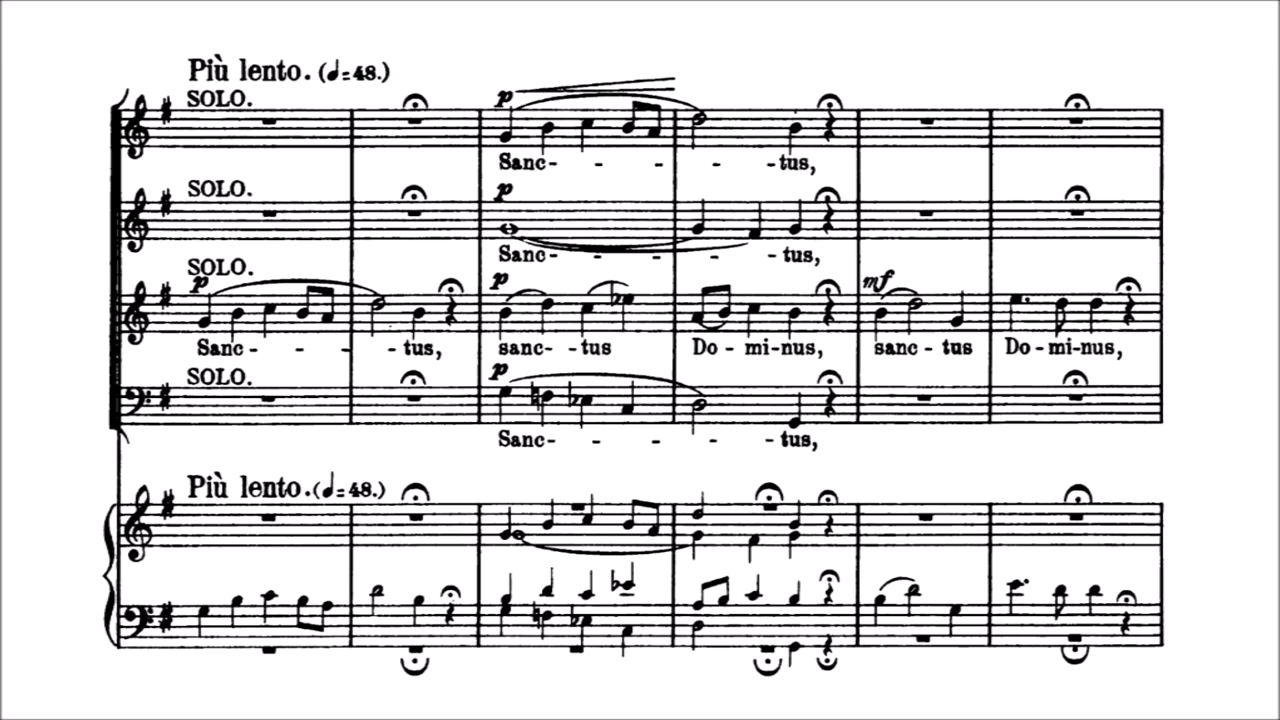 Più lento. (♩=48.)
SOLO.
p
Sanc- - - - - tus,
SOLO.
p
Sanc- - - - - tus,
SOLO.
p p mf
Sanc- - - - tus, sanc- - tus Do - mi - nus, sanc - tus Do - mi - nus,
SOLO.
p
Sanc- - - - - tus,
Più lento. (♩=48.)